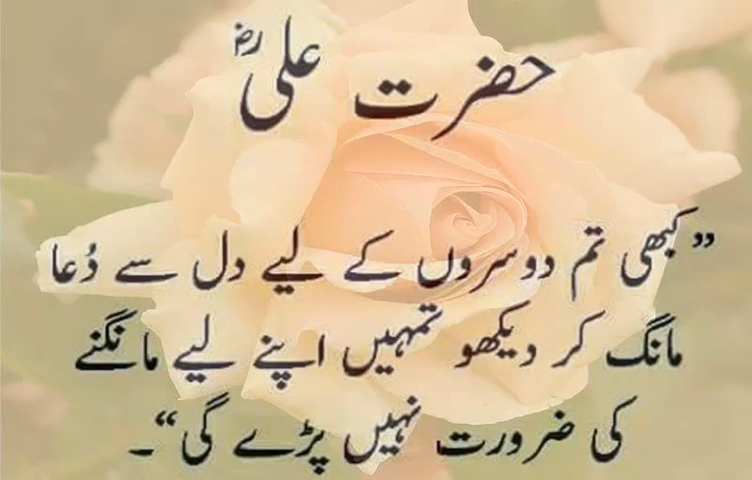 حضرت علیؓ
”کبھی تم دوسروں کے لیے دل سے دُعا
مانگ کر دیکھو تمہیں اپنے لیے مانگنے
کی ضرورت نہیں پڑے گی“۔